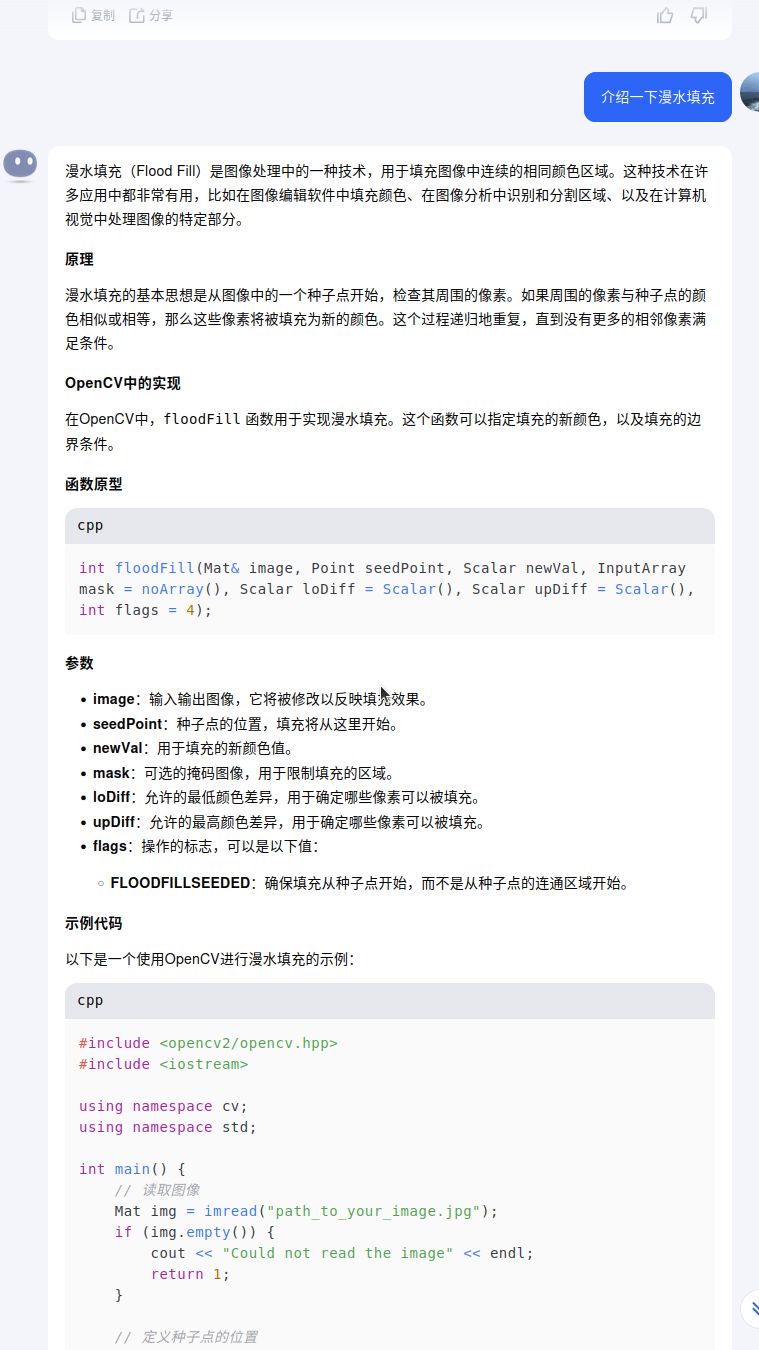 复制 分享
介绍一下漫水填充
漫水填充（Flood Fill）是图像处理中的一种技术，用于填充图像中连续的相同颜色区域。这种技术在许
多应用中都非常有用，比如在图像编辑软件中填充颜色、在图像分析中识别和分割区域、以及在计算机
视觉中处理图像的特定部分。
原理
漫水填充的基本思想是从图像中的一个种子点开始，检查其周围的像素。如果周围的像素与种子点的颜
色相似或相等，那么这些像素将被填充为新的颜色。这个过程递归地重复，直到没有更多的相邻像素满
足条件。
OpenCV中的实现
在OpenCV中，floodFill 函数用于实现漫水填充。这个函数可以指定填充的新颜色，以及填充的边
界条件。
函数原型
cpp
int floodFill(Mat& image, Point seedPoint, Scalar newVal, InputArray
mask = noArray(), Scalar loDiff = Scalar(), Scalar upDiff = Scalar(),
int flags = 4);
参数
• image：输入输出图像，它将被修改以反映填充效果。
• seedPoint：种子点的位置，填充将从这里开始。
• newVal：用于填充的新颜色值。
• mask：可选的掩码图像，用于限制填充的区域。
• loDiff：允许的最低颜色差异，用于确定哪些像素可以被填充。
• upDiff：允许的最高颜色差异，用于确定哪些像素可以被填充。
• flags：操作的标志，可以是以下值：
○ FLOODFILLSEEDED：确保填充从种子点开始，而不是从种子点的连通区域开始。
示例代码
以下是一个使用OpenCV进行漫水填充的示例：
cpp
#include <opencv2/opencv.hpp>
#include <iostream>
using namespace cv;
using namespace std;
int main() {
// 读取图像
Mat img = imread("path_to_your_image.jpg");
if (img.empty()) {
cout << "Could not read the image" << endl;
return 1;
}
// 定义种子点的位置